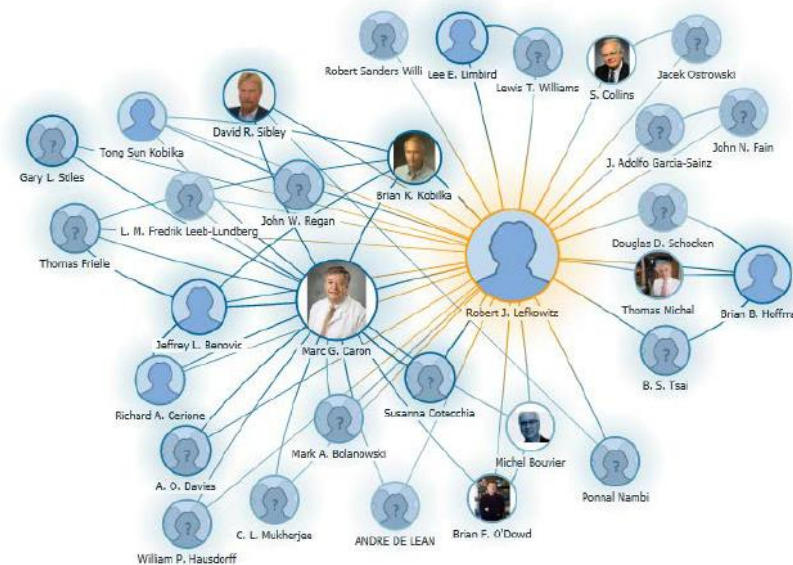 Robert Sanders Willi
Lee E. Limbird
Lewis T. Williams
S. Collins
Jacek Ostrowski
David R. Sibley
Tong Sun Kobilka
Gary L. Stiles
J. Adolfo Garcia-Sainz
John N. Fain
Brian K. Kobilka
John W. Regan
L. M. Fredrik Leeb-Lundberg
Thomas Frielle
Douglas D. Schocken
Robert J. Lefkowitz
Thomas Michel
Brian B. Hoffma
Jeffrey L. Benovic
Marc G. Caron
B. S. Tsai
Richard A. Cerione
Susanna Cotecchia
Mark A. Bolanowski
Michel Bouvier
A. O. Davies
Ponnal Nambi
C. L. Mukherjee
ANDRE DE LEAN
Brian F. O'Dowd
William P. Hausdorff